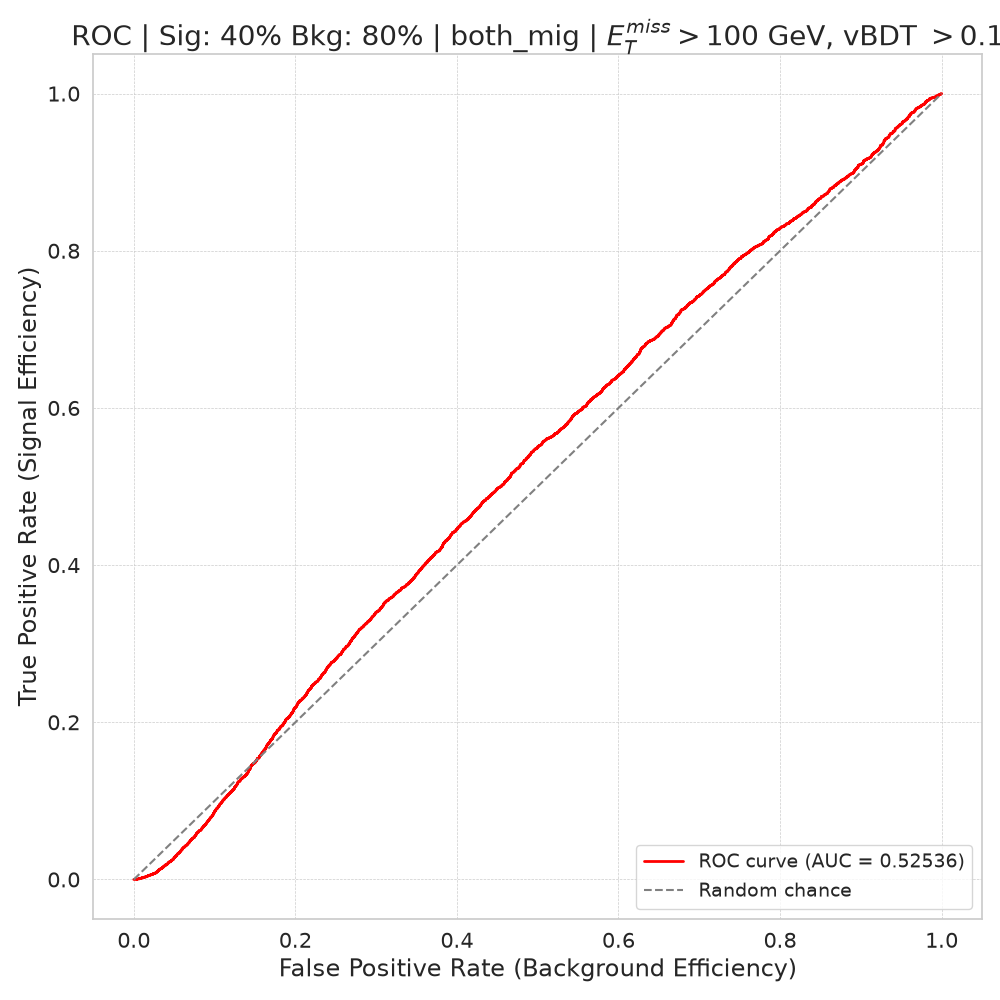 ROC | Sig: 40% Bkg: 80% | both_mig | $E_T^{miss}$ > 100 GeV, vBDT > 0.1
True Positive Rate (Signal Efficiency)
1.0
0.8
0.6
0.4
0.2
0.0
ROC curve (AUC = 0.52536)
Random chance
0.0 0.2 0.4 0.6 0.8 1.0
False Positive Rate (Background Efficiency)